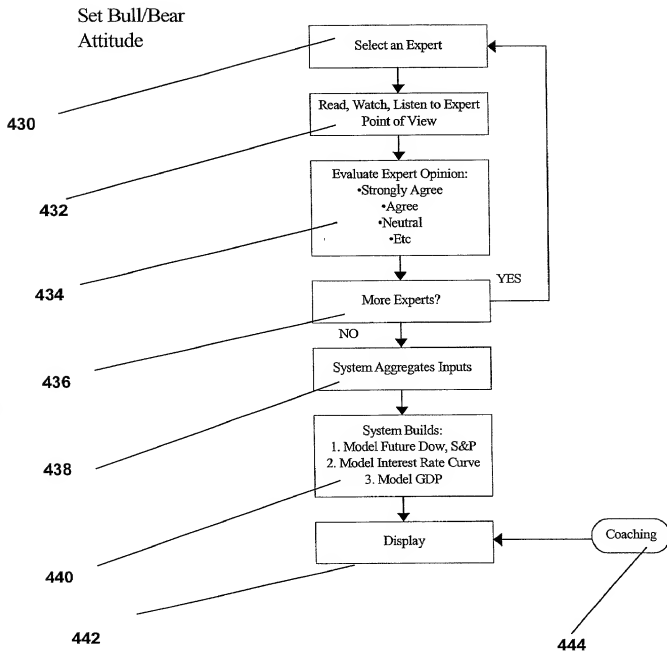 Set Bull/Bear
Attitude
Select an Expert
430
Read, Watch, Listen to Expert
Point of View
432
Evaluate Expert Opinion:
•Strongly Agree
•Agree
•Neutral
•Etc
434
YES
More Experts?
NO
436
System Aggregates Inputs
438
System Builds:
1. Model Future Dow, S&P
2. Model Interest Rate Curve
3. Model GDP
440
Display
Coaching
442
444